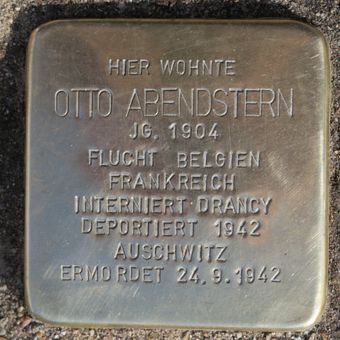 HIER WOHNTE
OTTO ABENDSTERN
JG. 1904
FLUCHT BELGIEN
FRANKREICH
INTERNIERT DRANCY
DEPORTIERT 1942
AUSCHWITZ
ERMORDET 24.9.1942